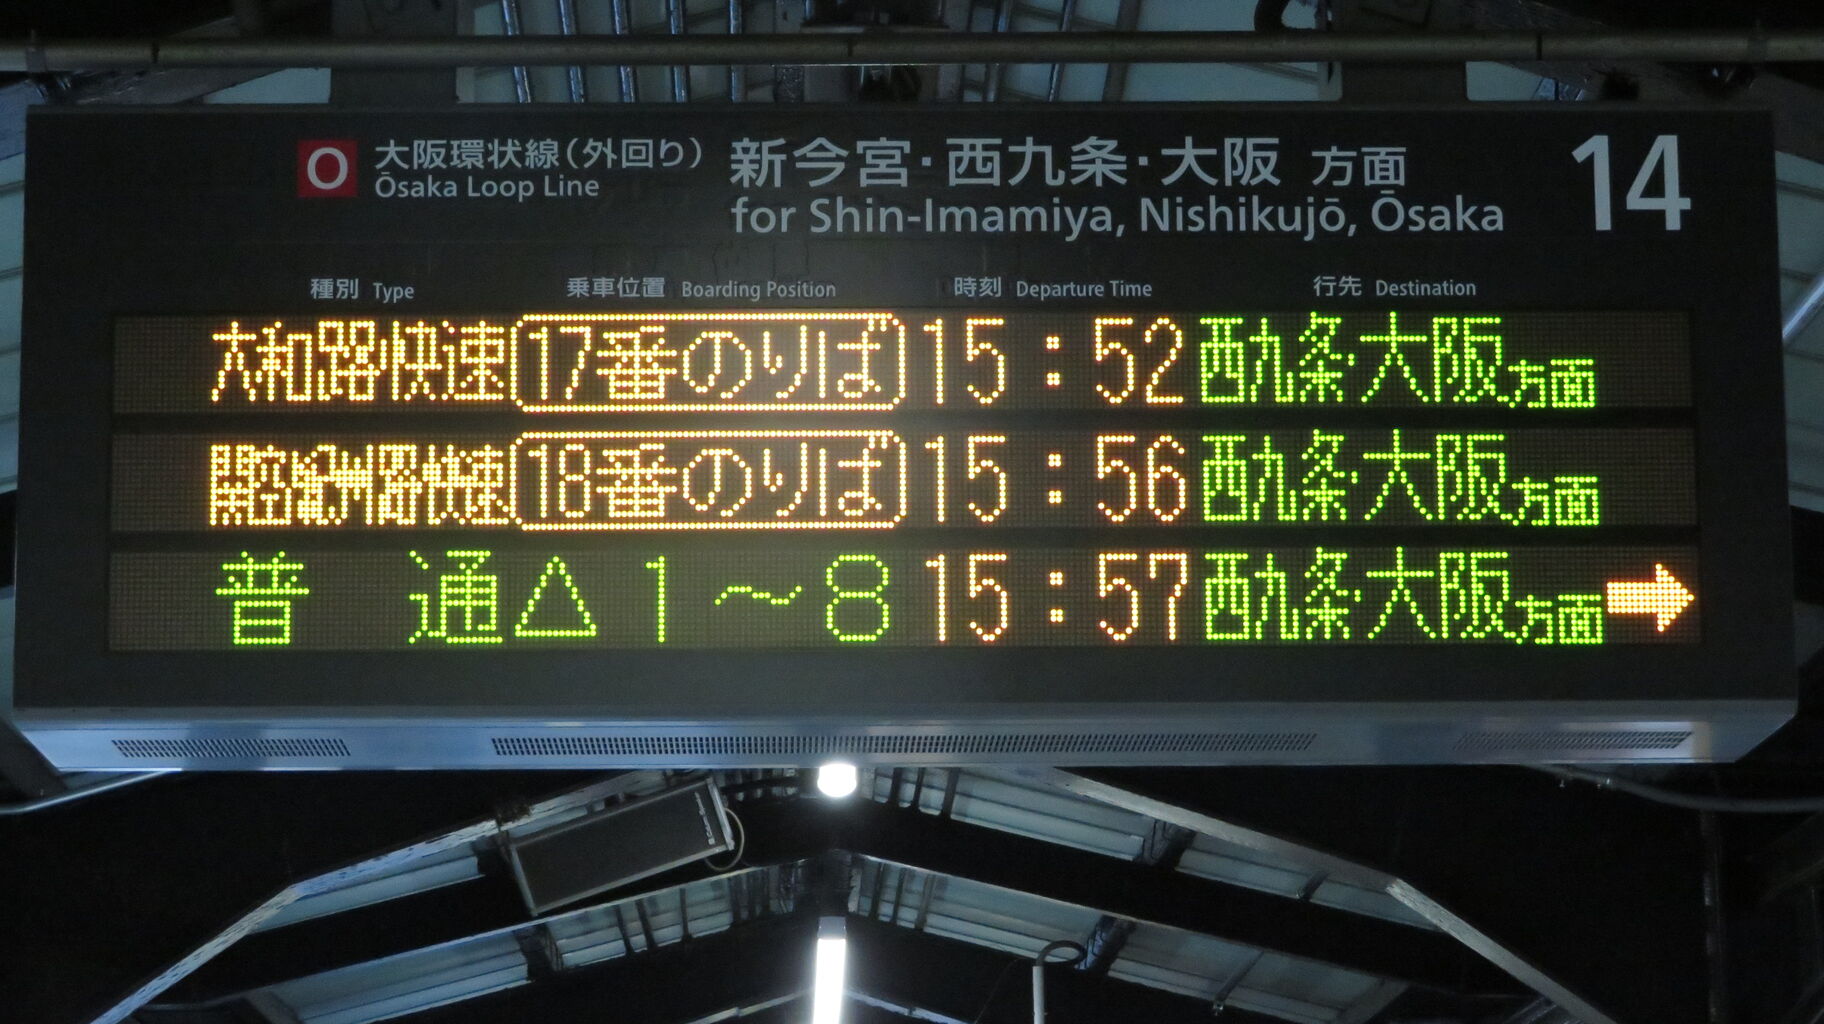 O 大阪環状線(外回り) 新今宮・西九条・大阪 方面 14
Ōsaka Loop Line for Shin-Imamiya, Nishikujō, Ōsaka
種別 Type 乗車位置 Boarding Position 時刻 Departure Time 行先 Destination
大和路快速 17番のりば 15:52 西九条大阪方面
関空紀州路快速 18番のりば 15:56 西九条大阪方面
普通 △1～8 15:57 西九条大阪方面 →